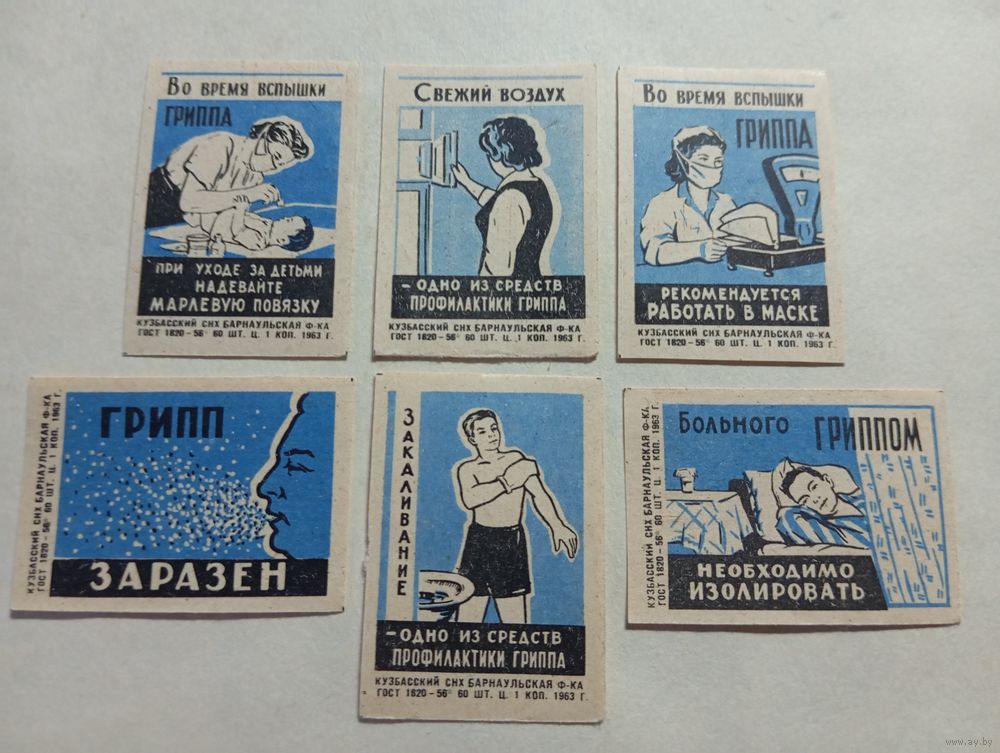 Во время вспышки
ГРИППА
ПРИ УХОДЕ ЗА ДЕТЬМИ
НАДЕВАЙТЕ
МАРЛЕВУЮ ПОВЯЗКУ
КУЗБАССКИЙ СНХ БАРНАУЛЬСКАЯ Ф-КА
ГОСТ 1820-56 60 ШТ. Ц. 1 КОП. 1963 Г.
Свежий воздух
- ОДНО ИЗ СРЕДСТВ
ПРОФИЛАКТИКИ ГРИППА
КУЗБАССКИЙ СНХ БАРНАУЛЬСКАЯ Ф-КА
ГОСТ 1820-56 60 ШТ. Ц. 1 КОП. 1963 Г.
Во время вспышки
ГРИППА
РЕКОМЕНДУЕТСЯ
РАБОТАТЬ В МАСКЕ
КУЗБАССКИЙ СНХ БАРНАУЛЬСКАЯ Ф-КА
ГОСТ 1820-56 60 ШТ. Ц. 1 КОП. 1963 Г.
ГРИПП
ЗАРАЗЕН
КУЗБАССКИЙ СНХ БАРНАУЛЬСКАЯ Ф-КА
ГОСТ 1820-56 60 ШТ. Ц. 1 КОП. 1963 Г.
ЗАКАЛИВАНИЕ
- ОДНО ИЗ СРЕДСТВ
ПРОФИЛАКТИКИ ГРИППА
КУЗБАССКИЙ СНХ БАРНАУЛЬСКАЯ Ф-КА
ГОСТ 1820-56 60 ШТ. Ц. 1 КОП. 1963 Г.
Больного ГРИППОМ
НЕОБХОДИМО
ИЗОЛИРОВАТЬ
КУЗБАССКИЙ СНХ БАРНАУЛЬСКАЯ Ф-КА
ГОСТ 1820-56 60 ШТ. Ц. 1 КОП. 1963 Г.
www.ay.by